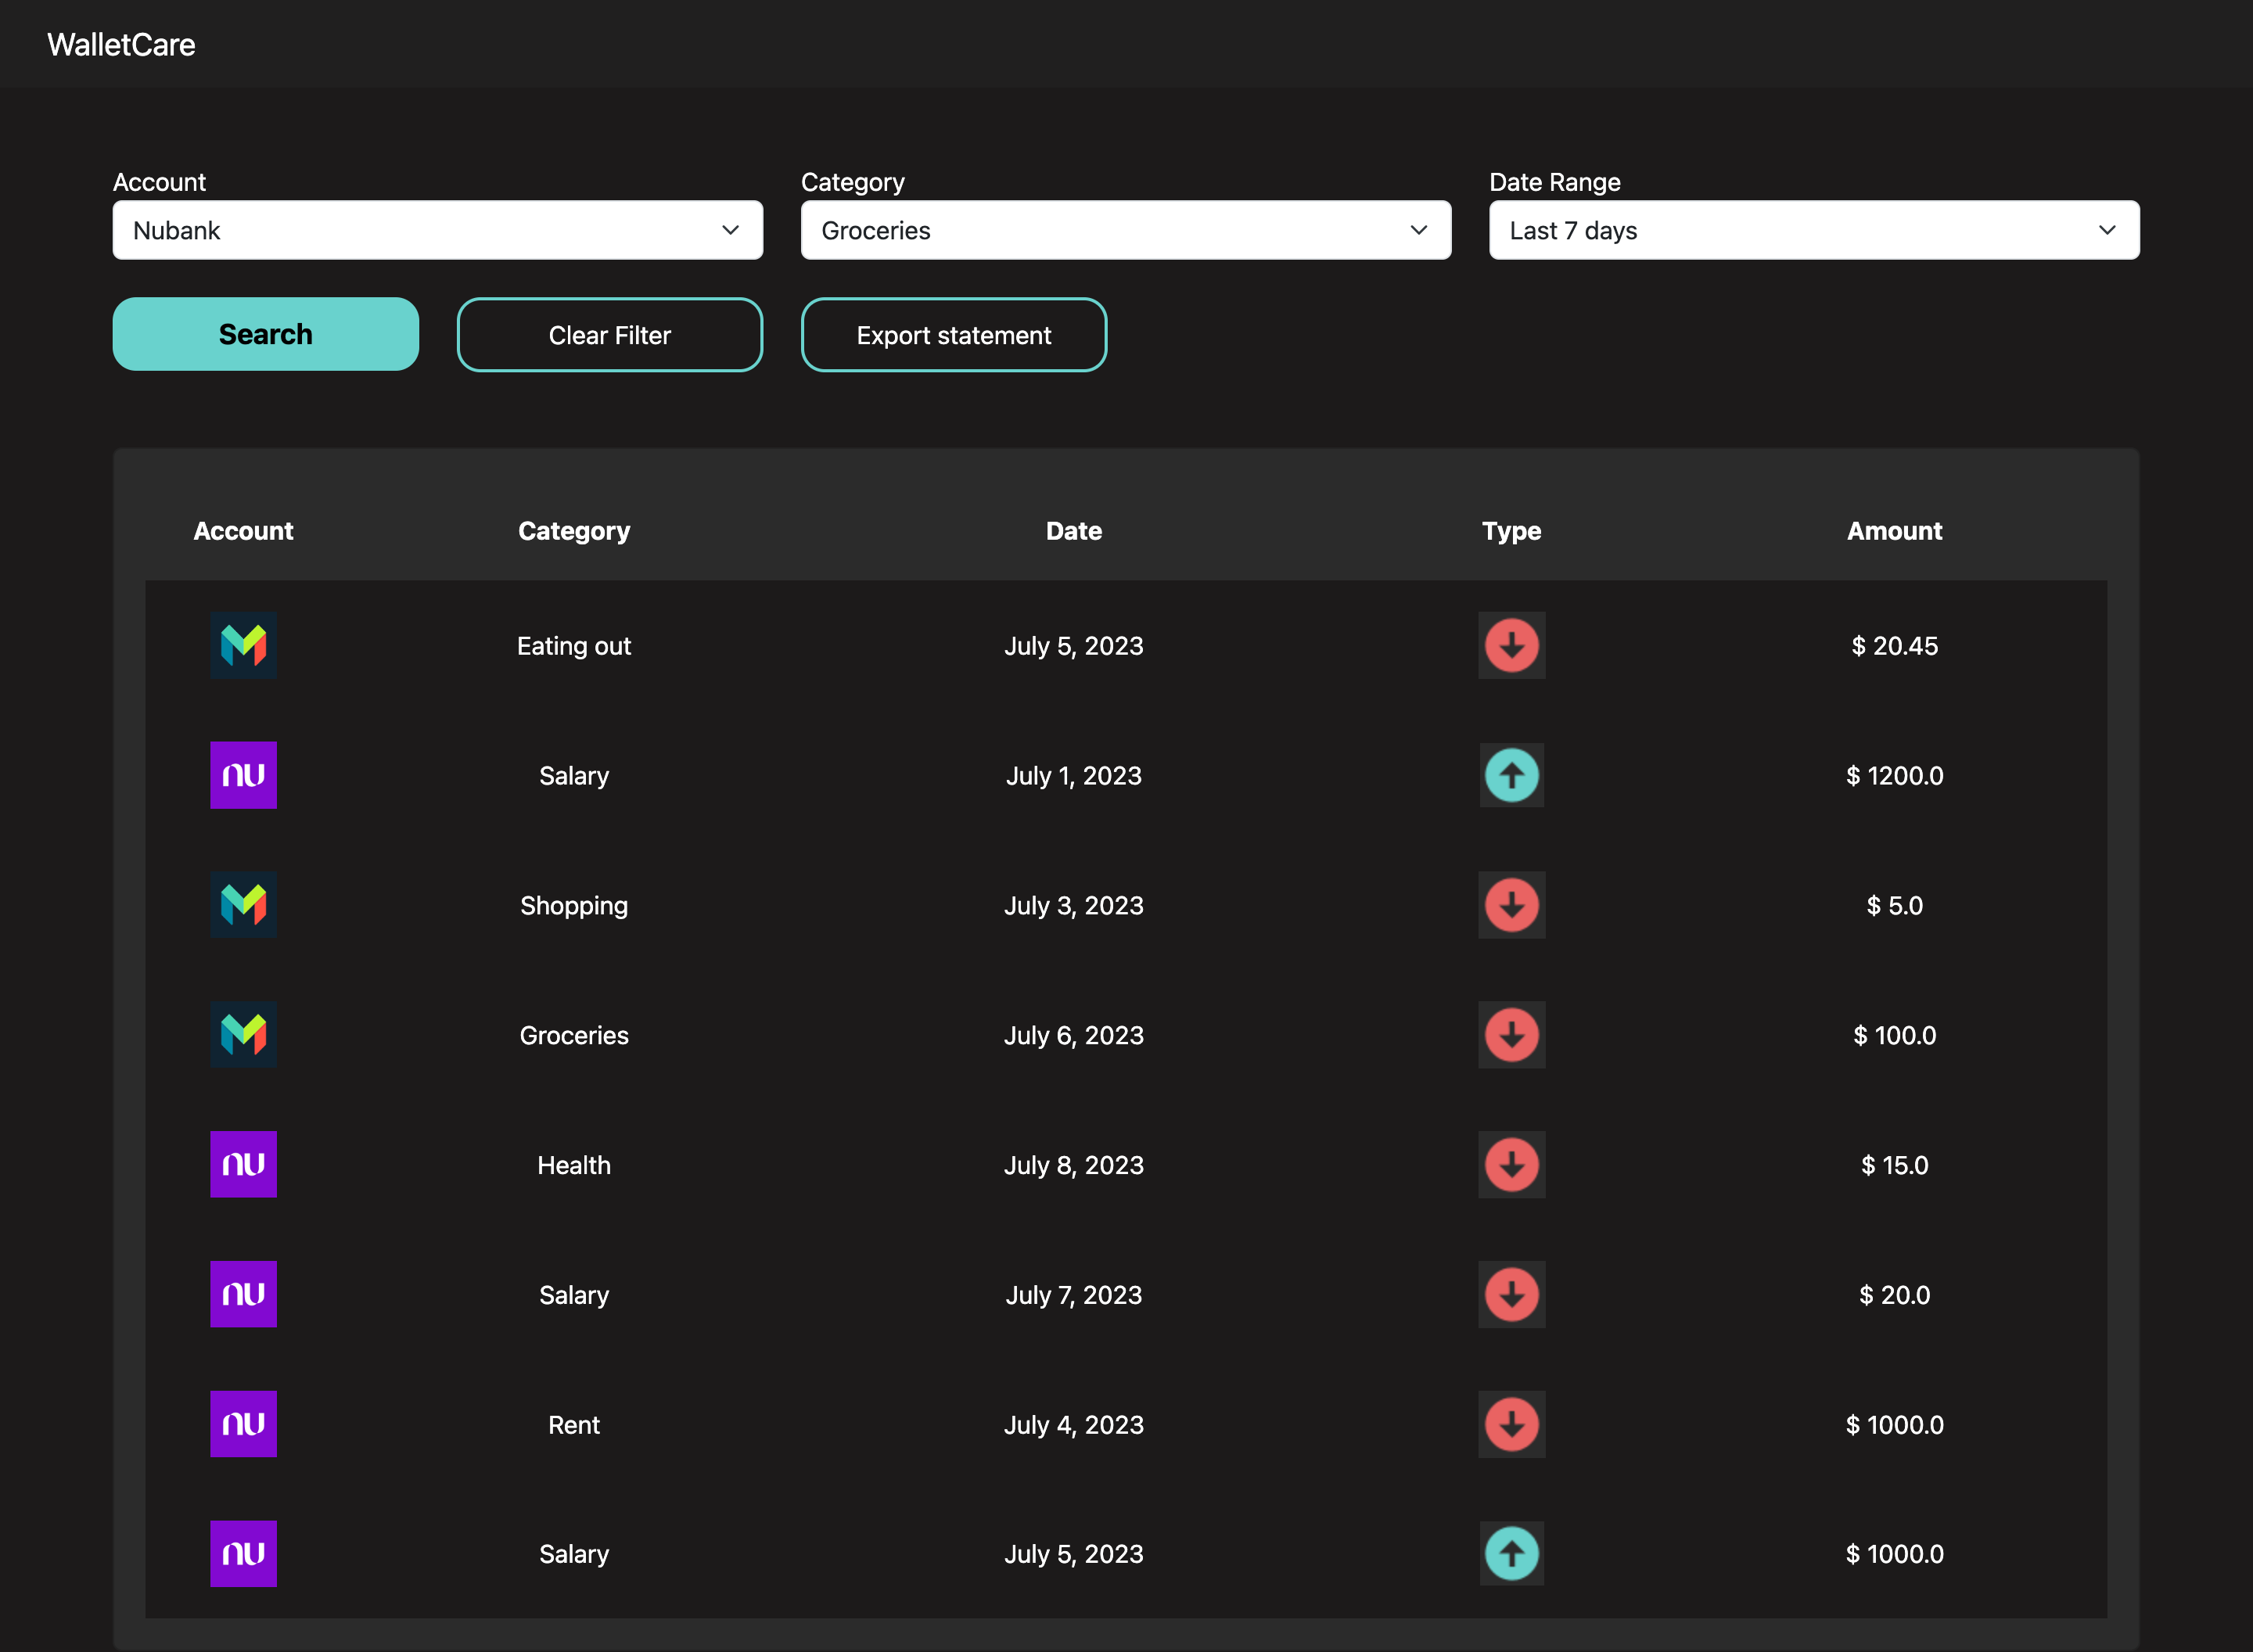 WalletCare
Account Category Date Range
Nubank Groceries Last 7 days
Search Clear Filter Export statement
Account Category Date Type Amount
Eating out July 5, 2023 $ 20.45
nu Salary July 1, 2023 $ 1200.0
Shopping July 3, 2023 $ 5.0
Groceries July 6, 2023 $ 100.0
nu Health July 8, 2023 $ 15.0
nu Salary July 7, 2023 $ 20.0
nu Rent July 4, 2023 $ 1000.0
nu Salary July 5, 2023 $ 1000.0